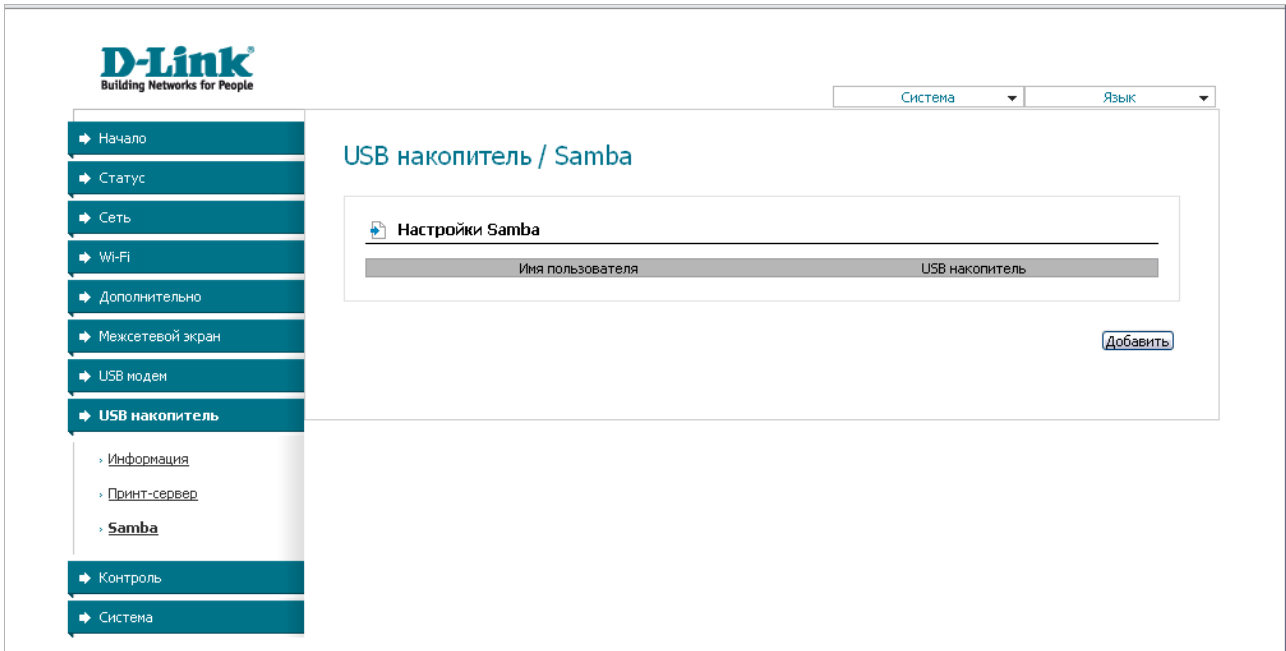 D-Link
Building Networks for People
Система
Язык
Начало
Статус
Сеть
Wi-Fi
Дополнительно
Межсетевой экран
USB модем
USB накопитель
Информация
Принт-сервер
Samba
Контроль
Система
USB накопитель / Samba
Настройки Samba
Имя пользователя USB накопитель
Добавить